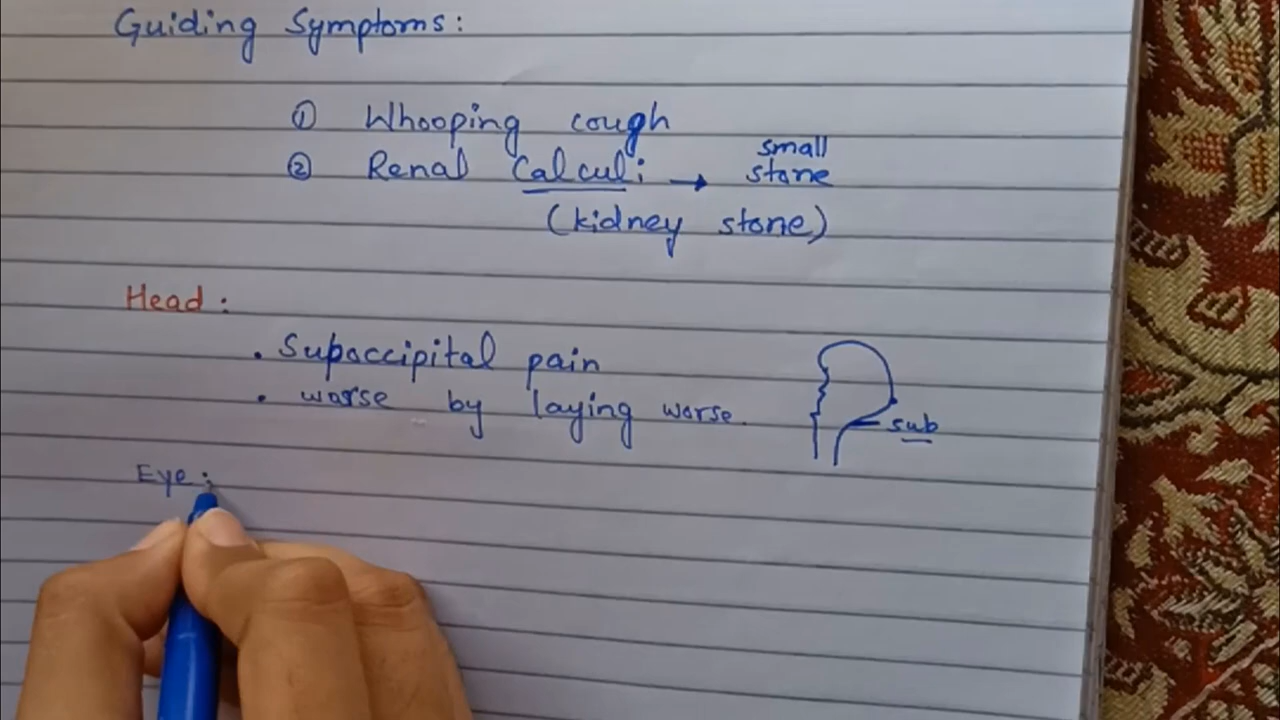 Guiding Symptoms:
① Whooping cough
② Renal Calculi → small stone
(kidney stone)
Head:
. Supoccipital pain
. worse by laying worse.
sub
Eye: